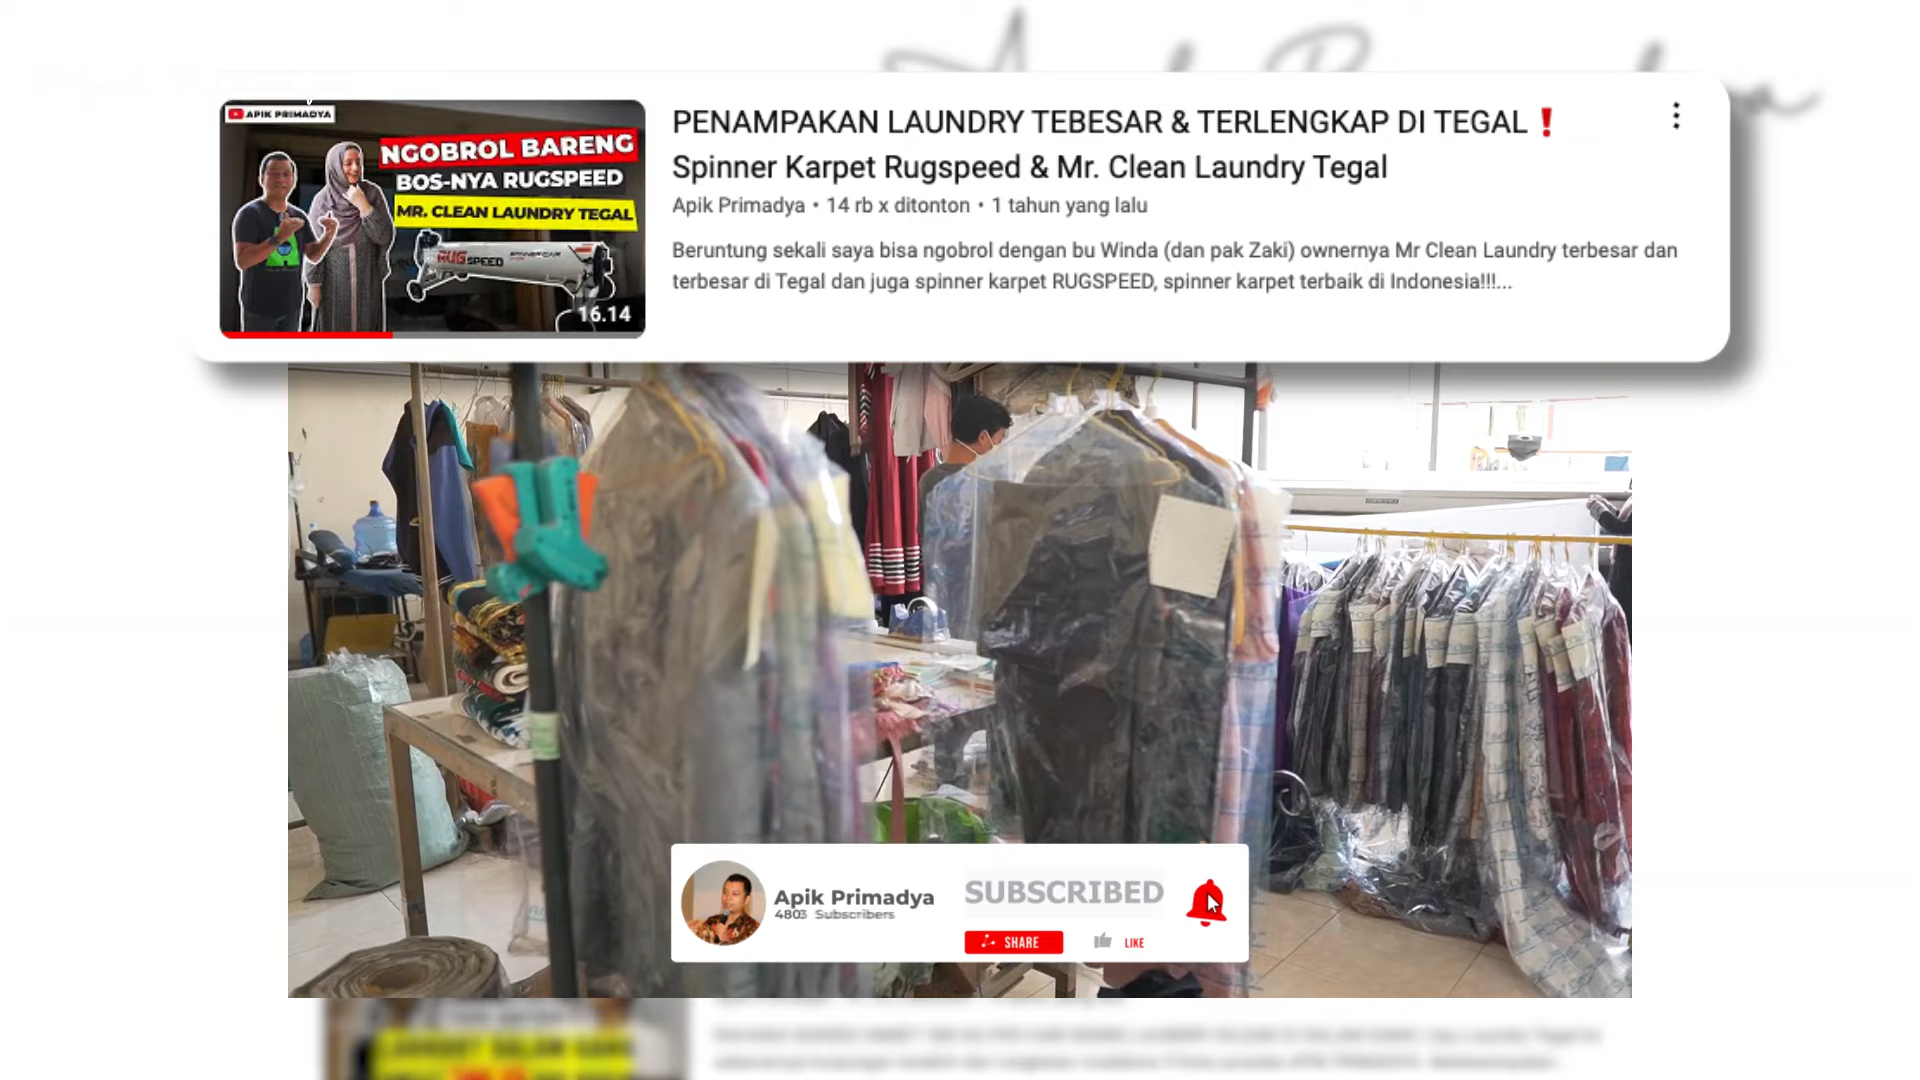 APIK PRIMADYA
NGOBROL BARENG
BOS-NYA RUGSPEED
MR. CLEAN LAUNDRY TEGAL
RUGSPEED
16.14
PENAMPAKAN LAUNDRY TEBESAR & TERLENGKAP DI TEGAL❗
Spinner Karpet Rugspeed & Mr. Clean Laundry Tegal
Apik Primadya • 14 rb x ditonton • 1 tahun yang lalu
Beruntung sekali saya bisa ngobrol dengan bu Winda (dan pak Zaki) ownernya Mr Clean Laundry terbesar dan
terbesar di Tegal dan juga spinner karpet RUGSPEED, spinner karpet terbaik di Indonesia!!!...
Apik Primadya
4803 Subscribers
SUBSCRIBED
SHARE
LIKE